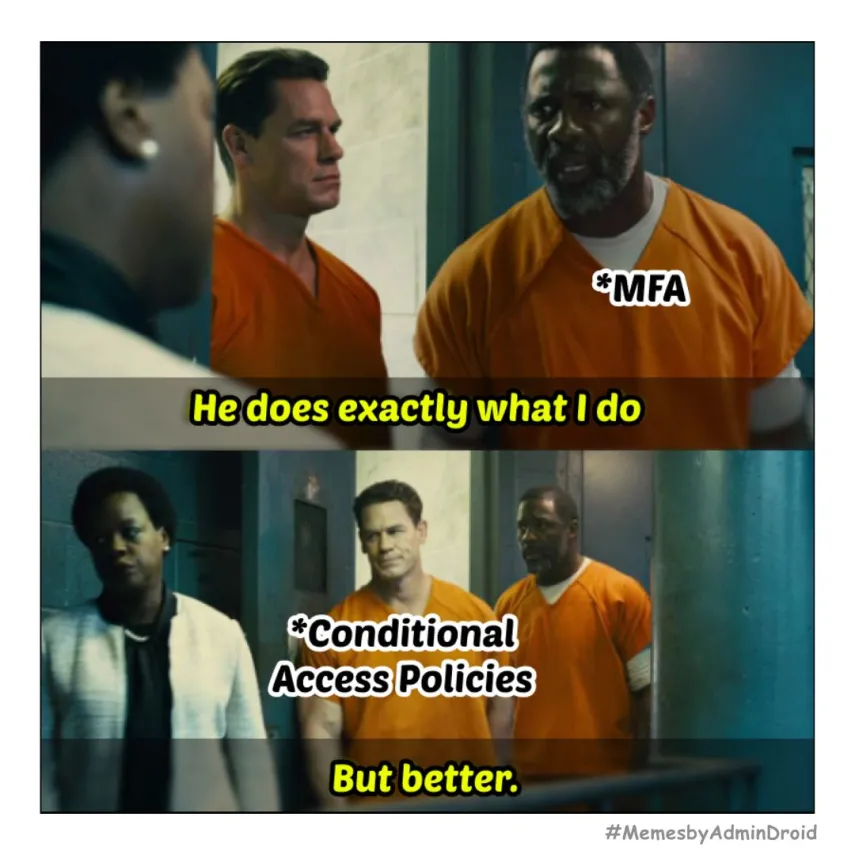 *MFA
He does exactly what I do
*Conditional
Access Policies
But better.
#MemesbyAdminDroid